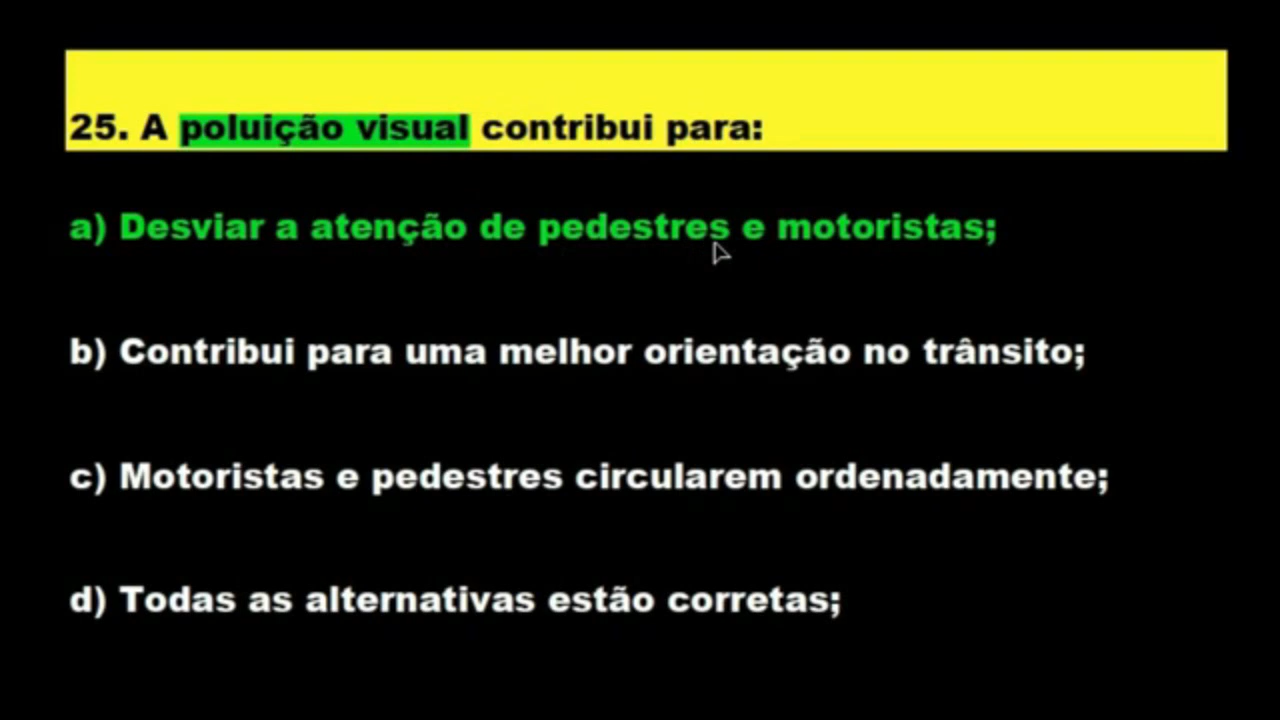 25. A poluição visual contribui para:
a) Desviar a atenção de pedestres e motoristas;
b) Contribui para uma melhor orientação no trânsito;
c) Motoristas e pedestres circularem ordenadamente;
d) Todas as alternativas estão corretas;